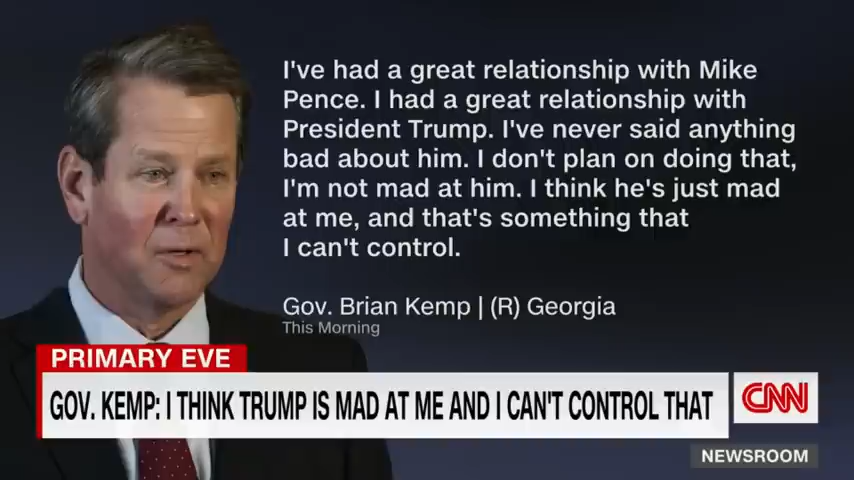 I've had a great relationship with Mike
Pence. I had a great relationship with
President Trump. I've never said anything
bad about him. I don't plan on doing that,
I'm not mad at him. I think he's just mad
at me, and that's something that
I can't control.
Gov. Brian Kemp | (R) Georgia
This Morning
PRIMARY EVE
GOV. KEMP: I THINK TRUMP IS MAD AT ME AND I CAN'T CONTROL THAT
CNN
NEWSROOM